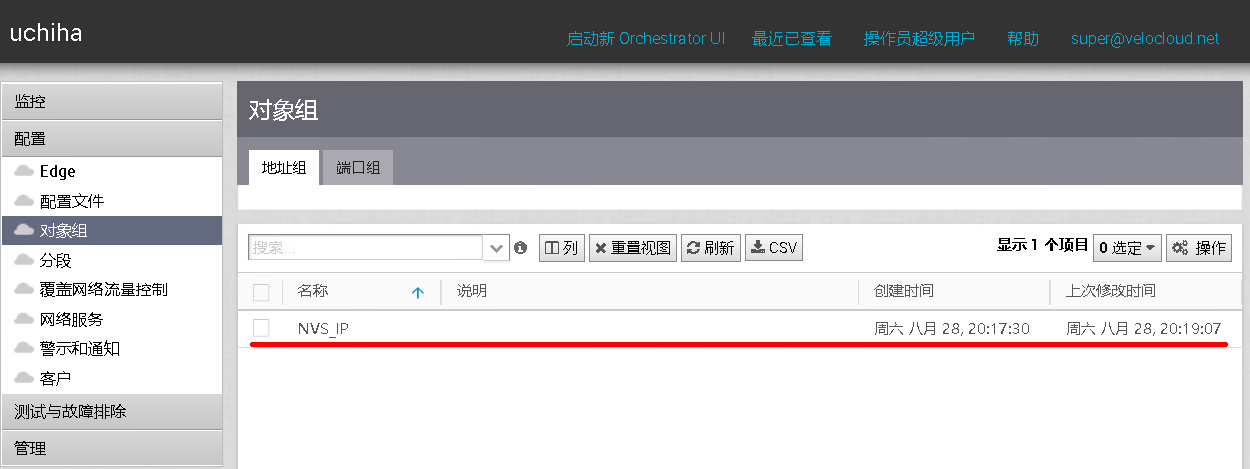 uchiha
启动新 Orchestrator UI 最近已查看 操作员超级用户 帮助 super@velocloud.net
监控
配置
Edge
配置文件
对象组
分段
覆盖网络流量控制
网络服务
警示和通知
客户
测试与故障排除
管理
对象组
地址组 端口组
搜索... 列 重置视图 刷新 CSV 显示 1 个项目 0 选定 操作
名称 说明 创建时间 上次修改时间
NVS_IP 周六 八月 28, 20:17:30 周六 八月 28, 20:19:07